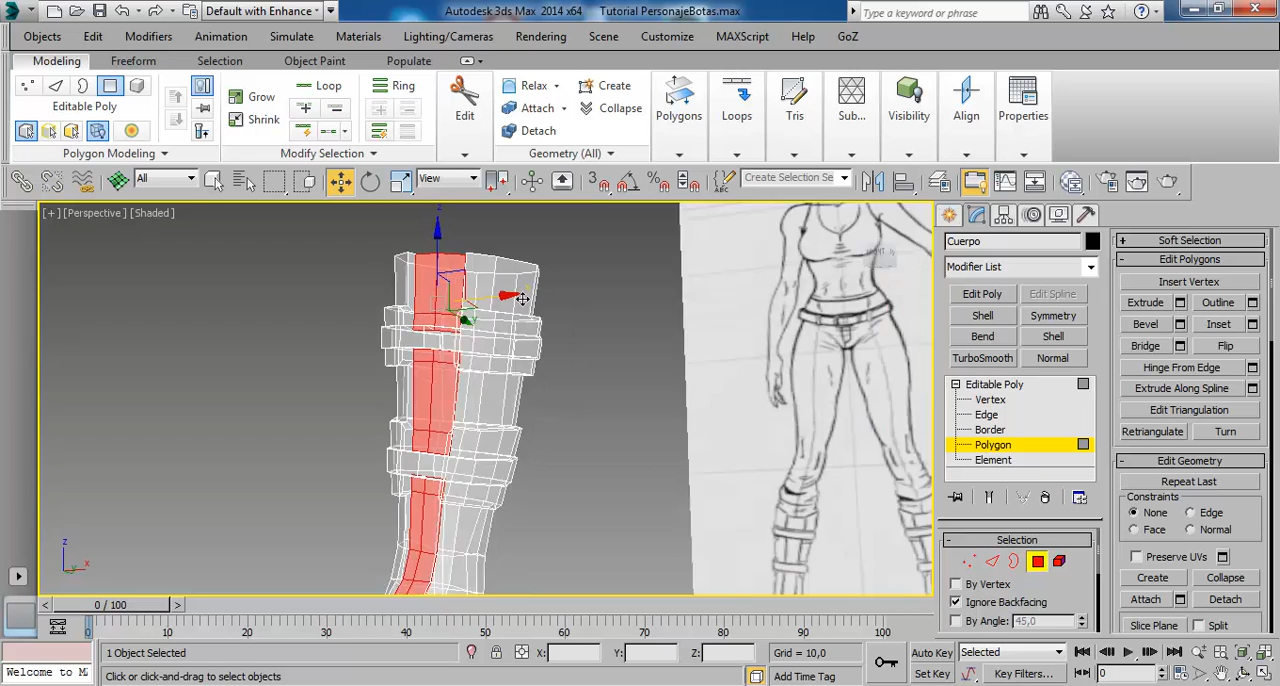 Default with Enhance
Autodesk 3ds Max 2014 x64 Tutorial PersonajeBotas.max
Type a keyword or phrase
Objects Edit Modifiers Animation Simulate Materials Lighting/Cameras Rendering Scene Customize MAXScript Help GoZ
Modeling Freeform Selection Object Paint Populate
Loop Ring Relax Create
Grow Attach Collapse
Editable Poly Shrink Edit Detach Polygons Loops Tris Sub... Visibility Align Properties
Polygon Modeling Modify Selection Geometry (All)
All View Create Selection Se
[+] [Perspective] [Shaded]
z
x
z
x
Cuerpo
Modifier List
Edit Poly Edit Spline
Shell Symmetry
Bend Shell
TurboSmooth Normal
Editable Poly
Vertex
Edge
Border
Polygon
Element
Selection
By Vertex
Ignore Backfacing
By Angle: 45,0
Soft Selection
Edit Polygons
Insert Vertex
Extrude Outline
Bevel Inset
Bridge Flip
Hinge From Edge
Extrude Along Spline
Edit Triangulation
Retriangulate Turn
Edit Geometry
Repeat Last
Constraints
None Edge
Face Normal
Preserve UVs
Create Collapse
Attach Detach
Slice Plane Split
0 / 100
0 10 20 30 40 50 60 70 80 90 100
1 Object Selected X: Y: Z: Grid = 10,0 Auto Key Selected
Welcome to M Click or click-and-drag to select objects Add Time Tag Set Key Key Filters... 0